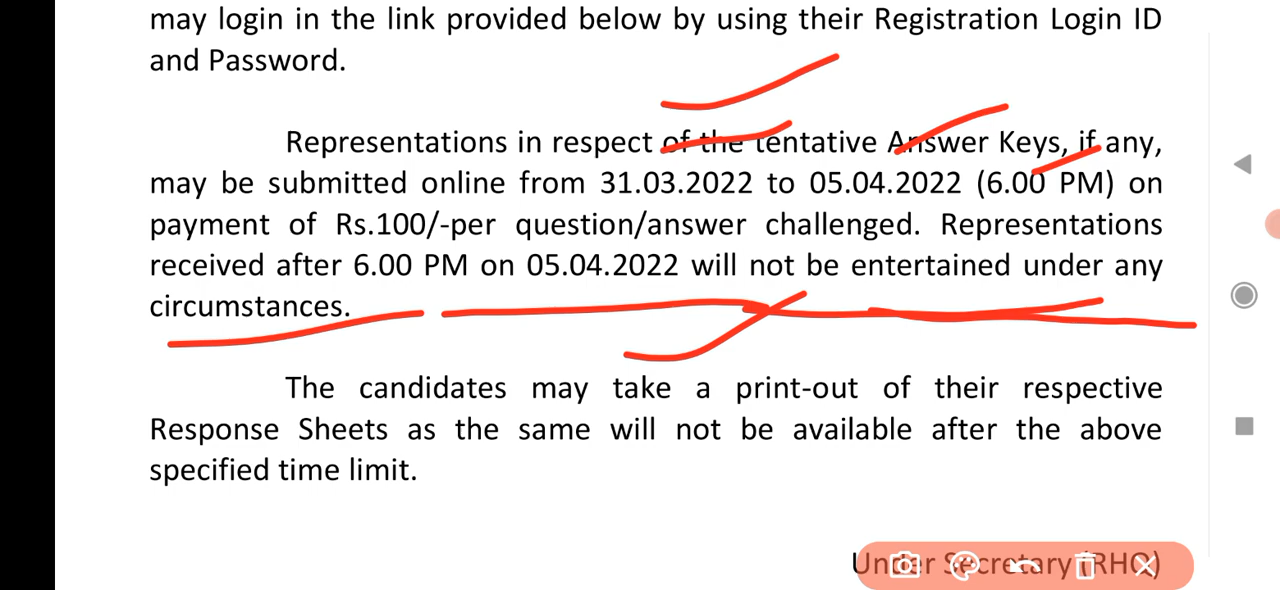 may login in the link provided below by using their Registration Login ID
and Password.
Representations in respect of the tentative Answer Keys, if any,
may be submitted online from 31.03.2022 to 05.04.2022 (6.00 PM) on
payment of Rs.100/-per question/answer challenged. Representations
received after 6.00 PM on 05.04.2022 will not be entertained under any
circumstances.
The candidates may take a print-out of their respective
Response Sheets as the same will not be available after the above
specified time limit.
Under Secretary (RHQ)